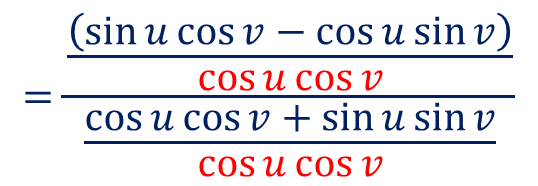 (sin u cos v − cos u sin v)
cos u cos v
=
cos u cos v + sin u sin v
cos u cos v